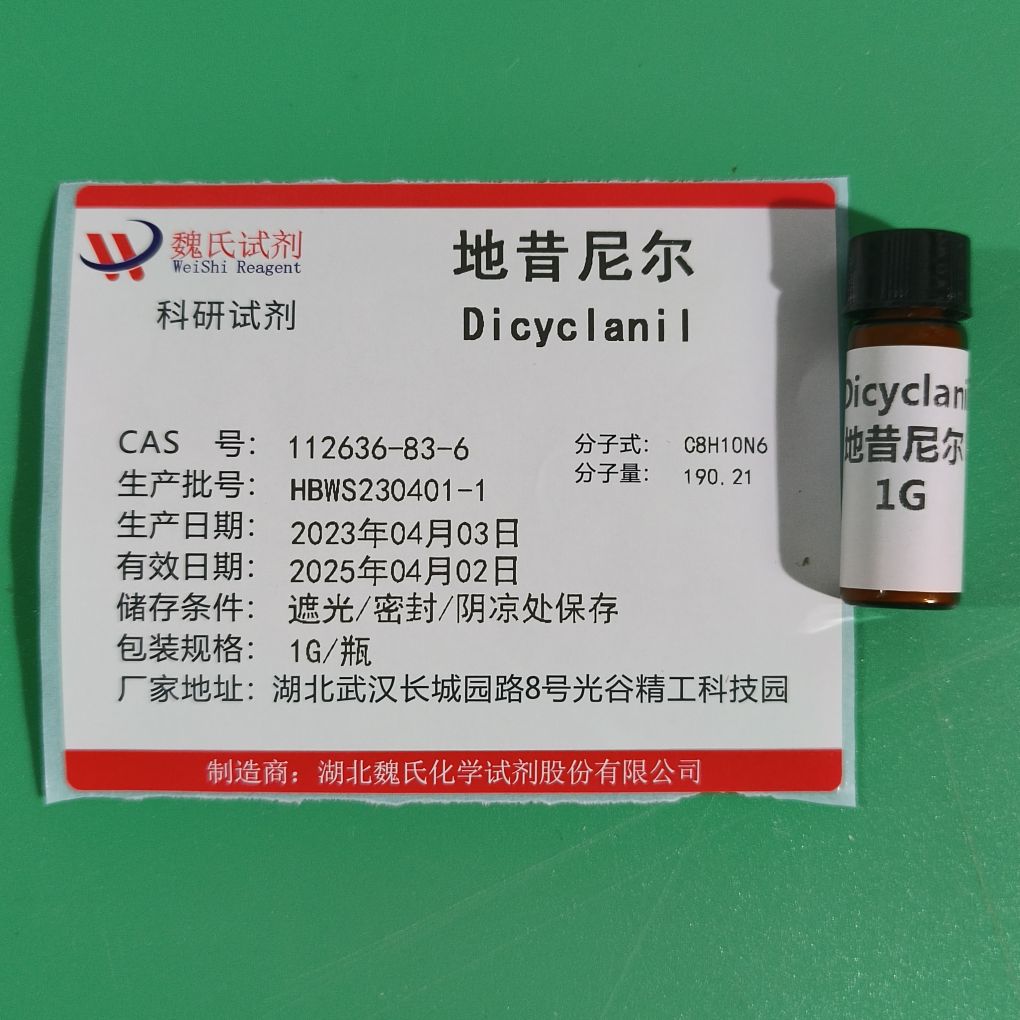 魏氏试剂
WeiShi Reagent
科研试剂
地昔尼尔
Dicyclanil
CAS 号： 112636-83-6
分子式： C8H10N6
生产批号： HBWS230401-1
分子量： 190.21
生产日期： 2023年04月03日
有效日期： 2025年04月02日
储存条件： 遮光/密封/阴凉处保存
包装规格： 1G/瓶
厂家地址： 湖北武汉长城园路8号光谷精工科技园
制造商：湖北魏氏化学试剂股份有限公司
Dicyclani
地昔尼尔
1G